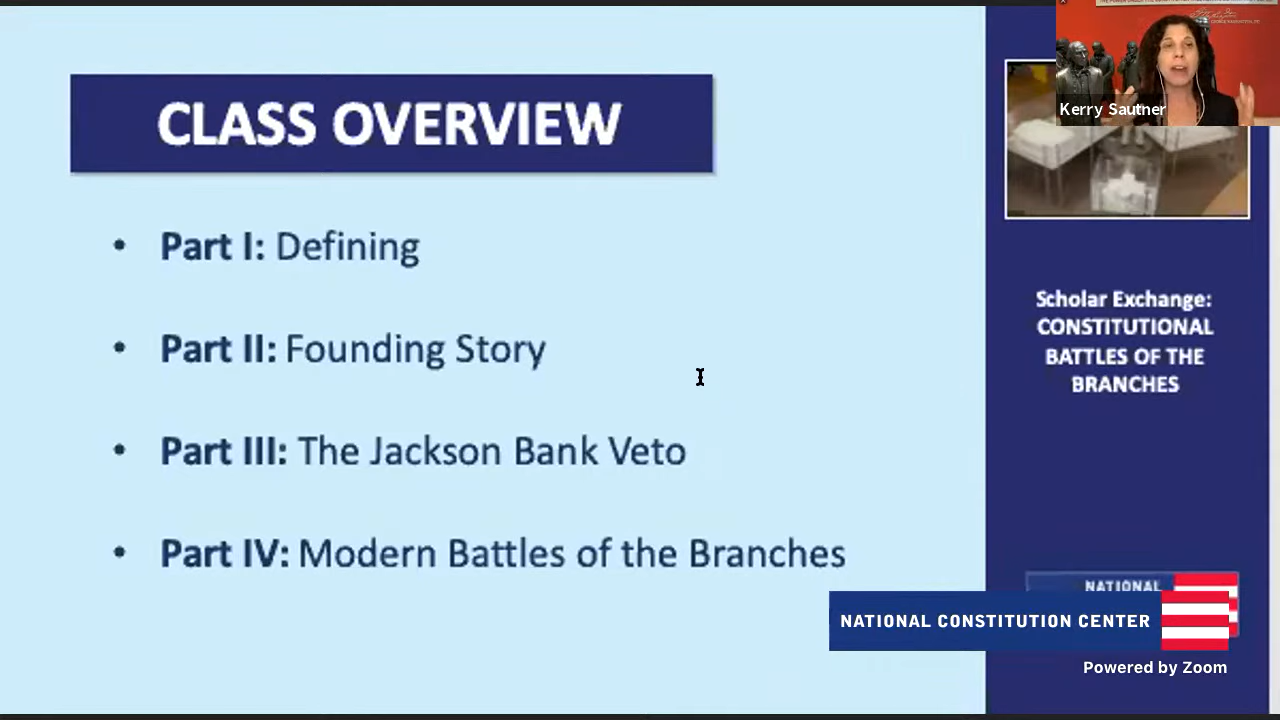 CLASS OVERVIEW
• Part I: Defining
• Part II: Founding Story
• Part III: The Jackson Bank Veto
• Part IV: Modern Battles of the Branches
Kerry Sautner
Scholar Exchange:
CONSTITUTIONAL
BATTLES OF THE
BRANCHES
NATIONAL
NATIONAL CONSTITUTION CENTER
Powered by Zoom